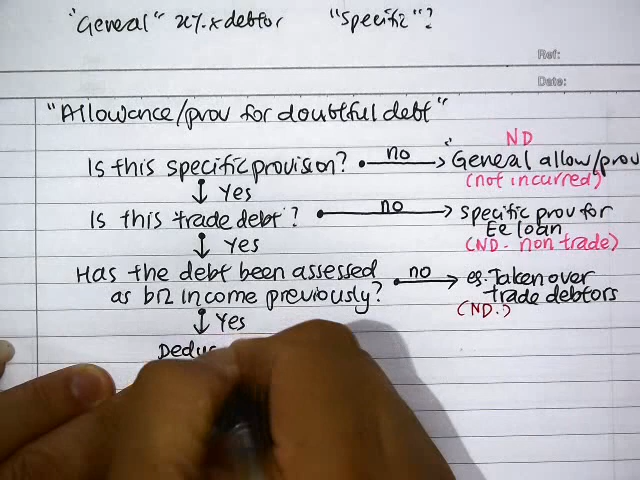 "General" x% x debtor "Specific"?
Ref:
Date:
"Allowance/prov for doubtful debt"
ND
Is this specific provision? no "General allow/prov
(not incurred)
Yes
Is this trade debt? no specific prov for
Ee loan
Yes (ND - non trade)
Has the debt been assessed no eg. Taken over
as biz income previously? trade debtors
(ND.)
Yes
Deduc